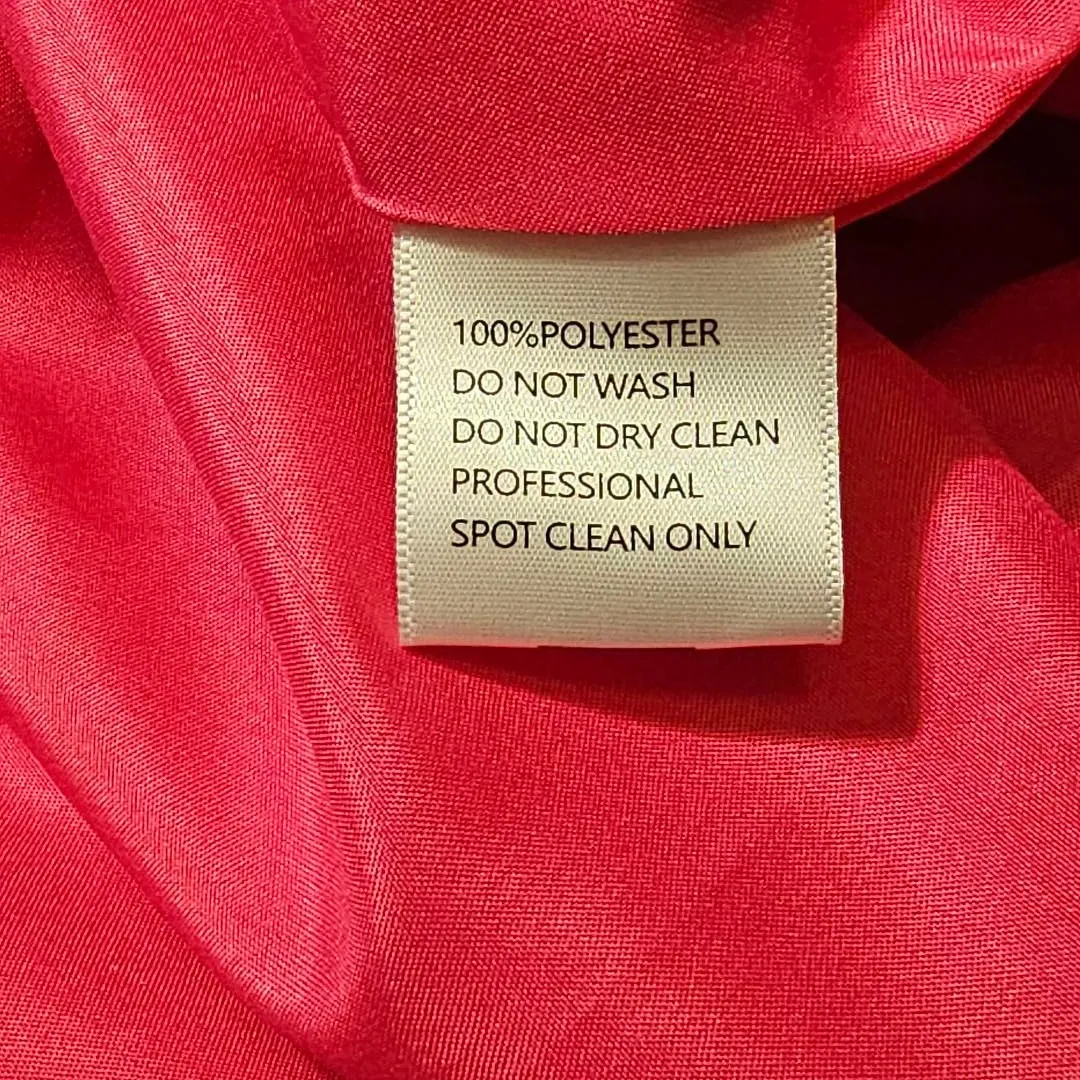 100%POLYESTER
DO NOT WASH
DO NOT DRY CLEAN
PROFESSIONAL
SPOT CLEAN ONLY